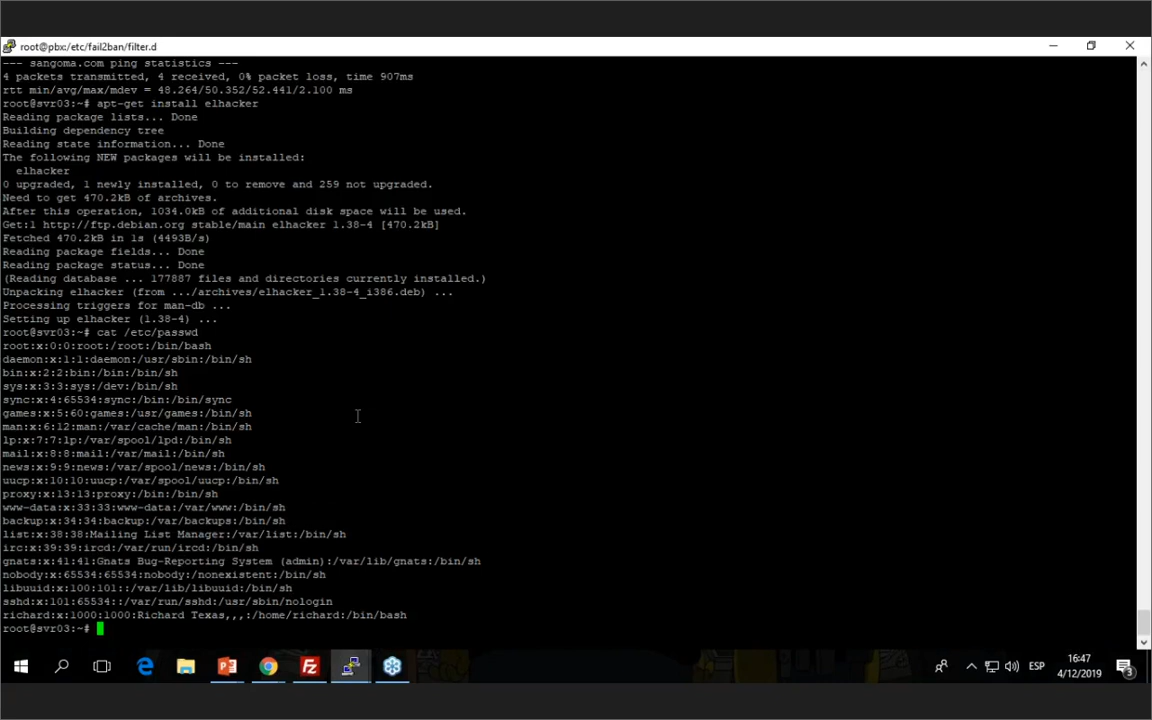 root@pbx:/etc/fail2ban/filter.d
--- sangoma.com ping statistics ---
4 packets transmitted, 4 received, 0% packet loss, time 907ms
rtt min/avg/max/mdev = 48.264/50.352/52.441/2.100 ms
root@svr03:~# apt-get install elhacker
Reading package lists... Done
Building dependency tree
Reading state information... Done
The following NEW packages will be installed:
  elhacker
0 upgraded, 1 newly installed, 0 to remove and 259 not upgraded.
Need to get 470.2kB of archives.
After this operation, 1034.0kB of additional disk space will be used.
Get:1 http://ftp.debian.org stable/main elhacker 1.38-4 [470.2kB]
Fetched 470.2kB in 1s (4493B/s)
Reading package fields... Done
Reading package status... Done
(Reading database ... 177887 files and directories currently installed.)
Unpacking elhacker (from .../archives/elhacker_1.38-4_i386.deb) ...
Processing triggers for man-db ...
Setting up elhacker (1.38-4) ...
root@svr03:~# cat /etc/passwd
root:x:0:0:root:/root:/bin/bash
daemon:x:1:1:daemon:/usr/sbin:/bin/sh
bin:x:2:2:bin:/bin:/bin/sh
sys:x:3:3:sys:/dev:/bin/sh
sync:x:4:65534:sync:/bin:/bin/sync
games:x:5:60:games:/usr/games:/bin/sh
man:x:6:12:man:/var/cache/man:/bin/sh
lp:x:7:7:lp:/var/spool/lpd:/bin/sh
mail:x:8:8:mail:/var/mail:/bin/sh
news:x:9:9:news:/var/spool/news:/bin/sh
uucp:x:10:10:uucp:/var/spool/uucp:/bin/sh
proxy:x:13:13:proxy:/bin:/bin/sh
www-data:x:33:33:www-data:/var/www:/bin/sh
backup:x:34:34:backup:/var/backups:/bin/sh
list:x:38:38:Mailing List Manager:/var/list:/bin/sh
irc:x:39:39:ircd:/var/run/ircd:/bin/sh
gnats:x:41:41:Gnats Bug-Reporting System (admin):/var/lib/gnats:/bin/sh
nobody:x:65534:65534:nobody:/nonexistent:/bin/sh
libuuid:x:100:101::/var/lib/libuuid:/bin/sh
sshd:x:101:65534::/var/run/sshd:/usr/sbin/nologin
richard:x:1000:1000:Richard Texas,,,:/home/richard:/bin/bash
root@svr03:~#
ESP
16:47
4/12/2019
3